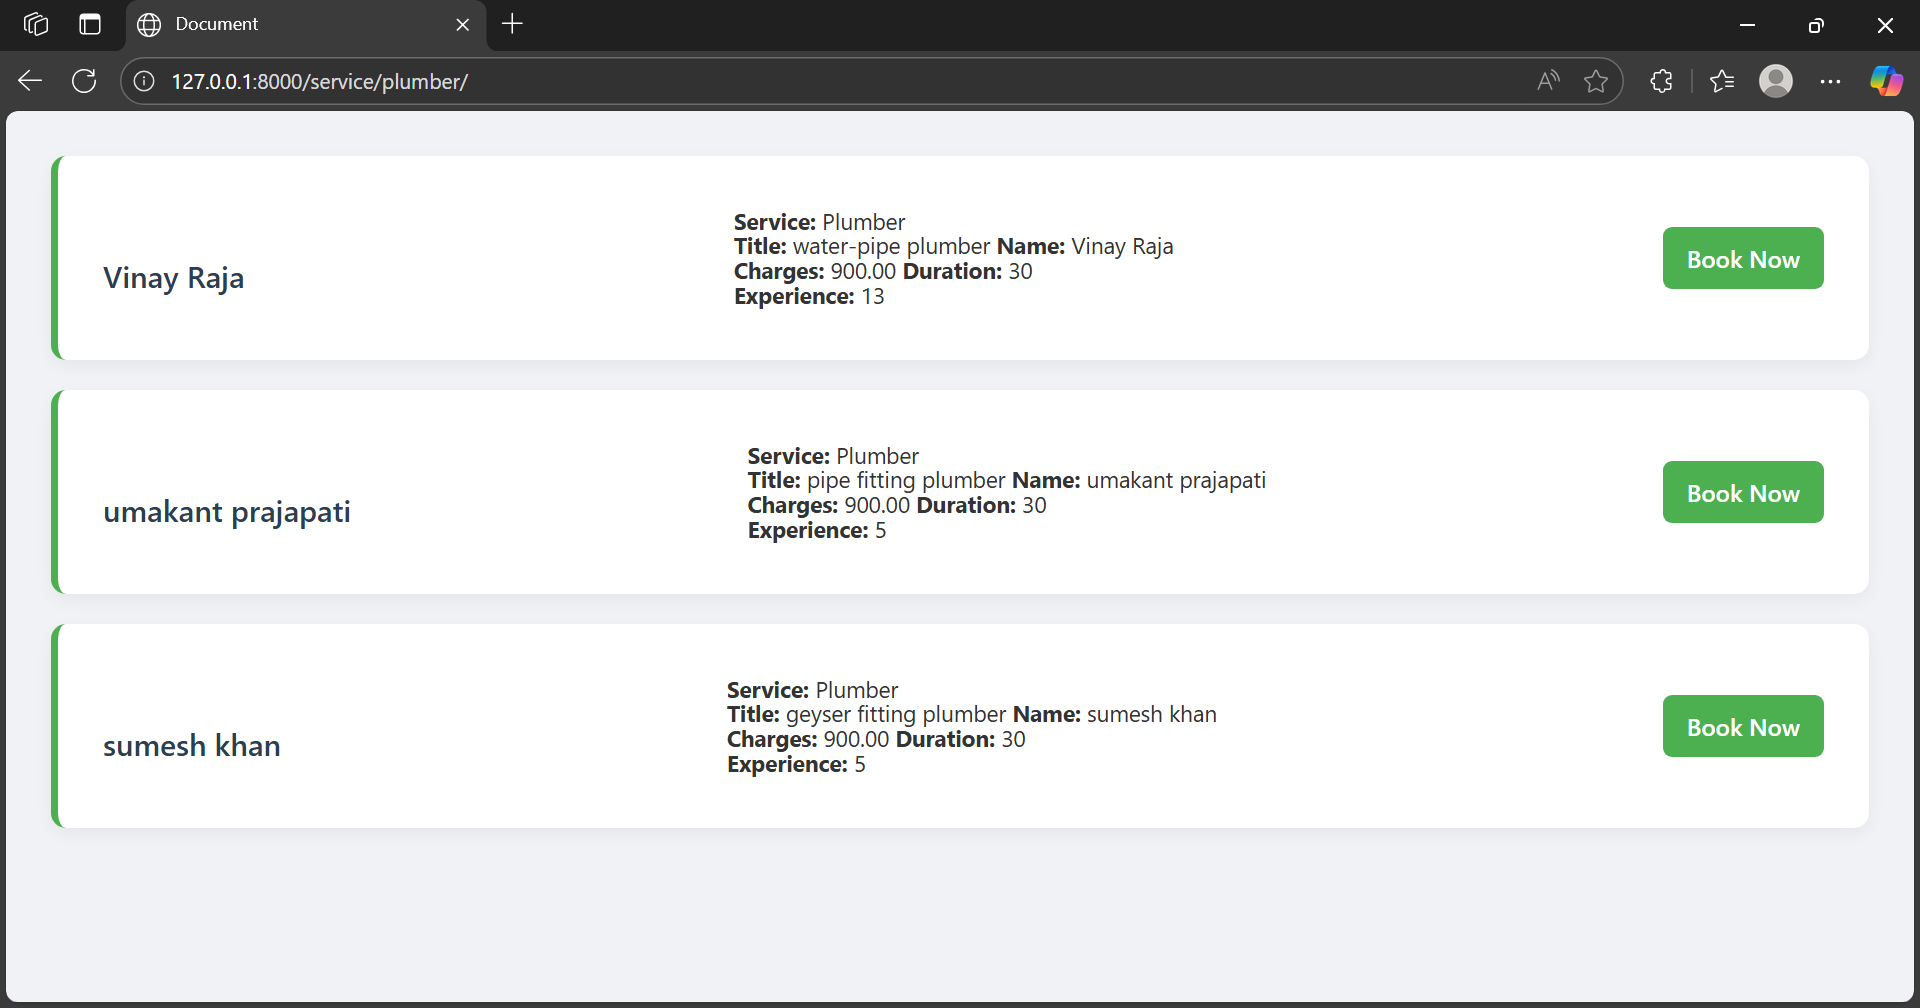 Document
127.0.0.1:8000/service/plumber/
Vinay Raja
Service: Plumber
Title: water-pipe plumber Name: Vinay Raja
Charges: 900.00 Duration: 30
Experience: 13
Book Now
umakant prajapati
Service: Plumber
Title: pipe fitting plumber Name: umakant prajapati
Charges: 900.00 Duration: 30
Experience: 5
Book Now
sumesh khan
Service: Plumber
Title: geyser fitting plumber Name: sumesh khan
Charges: 900.00 Duration: 30
Experience: 5
Book Now